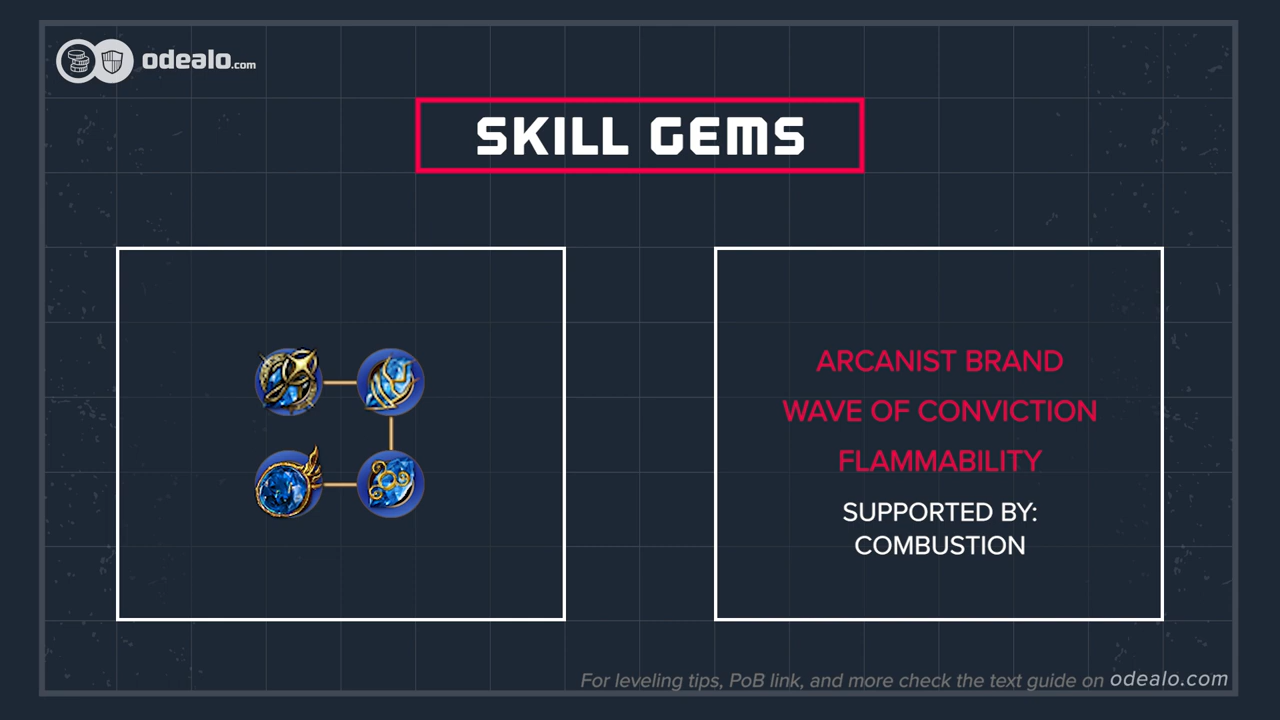 odealo.com
SKILL GEMS
ARCANIST BRAND
WAVE OF CONVICTION
FLAMMABILITY
SUPPORTED BY:
COMBUSTION
For leveling tips, PoB link, and more check the text guide on odealo.com